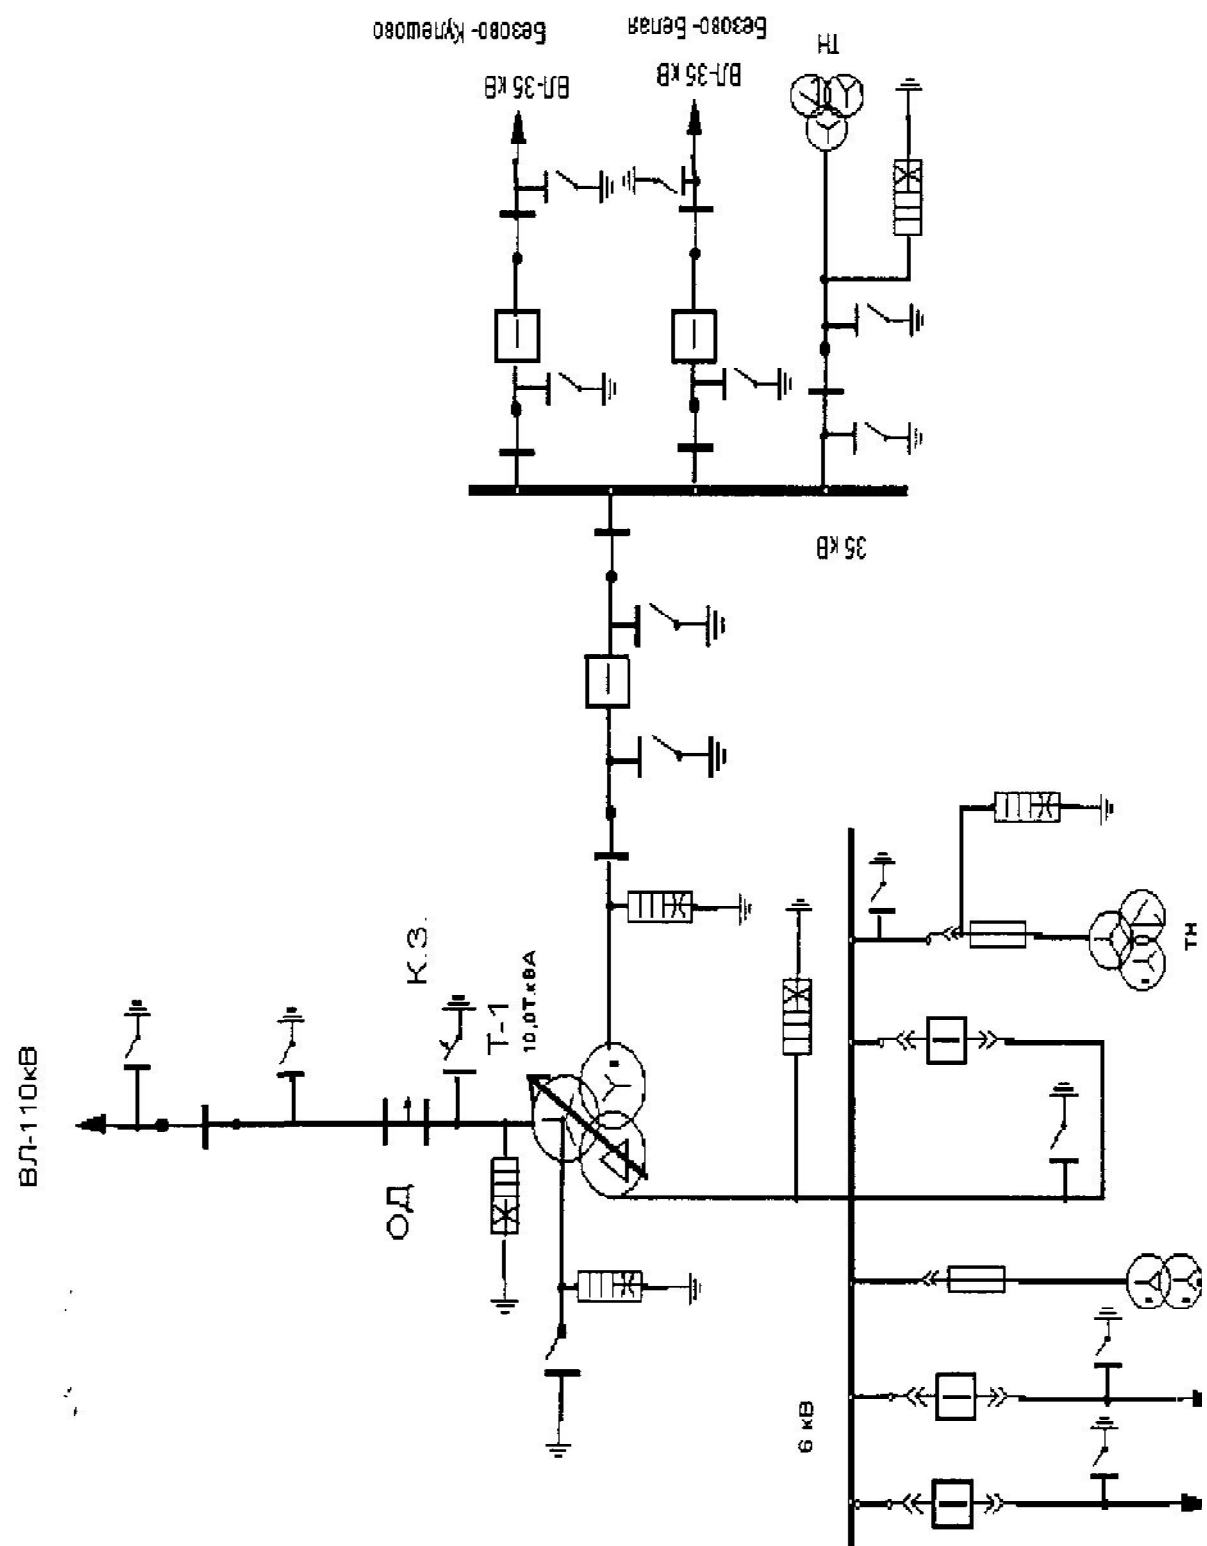 Безово-Кулешово
ВЛ-35 кВ
Безово-Белая
ВЛ-35 кВ
ТН
35 кВ
ВЛ-110кВ
К.З.
ОД
Т-1
10,0Т.кВА
ТН
6 кВ